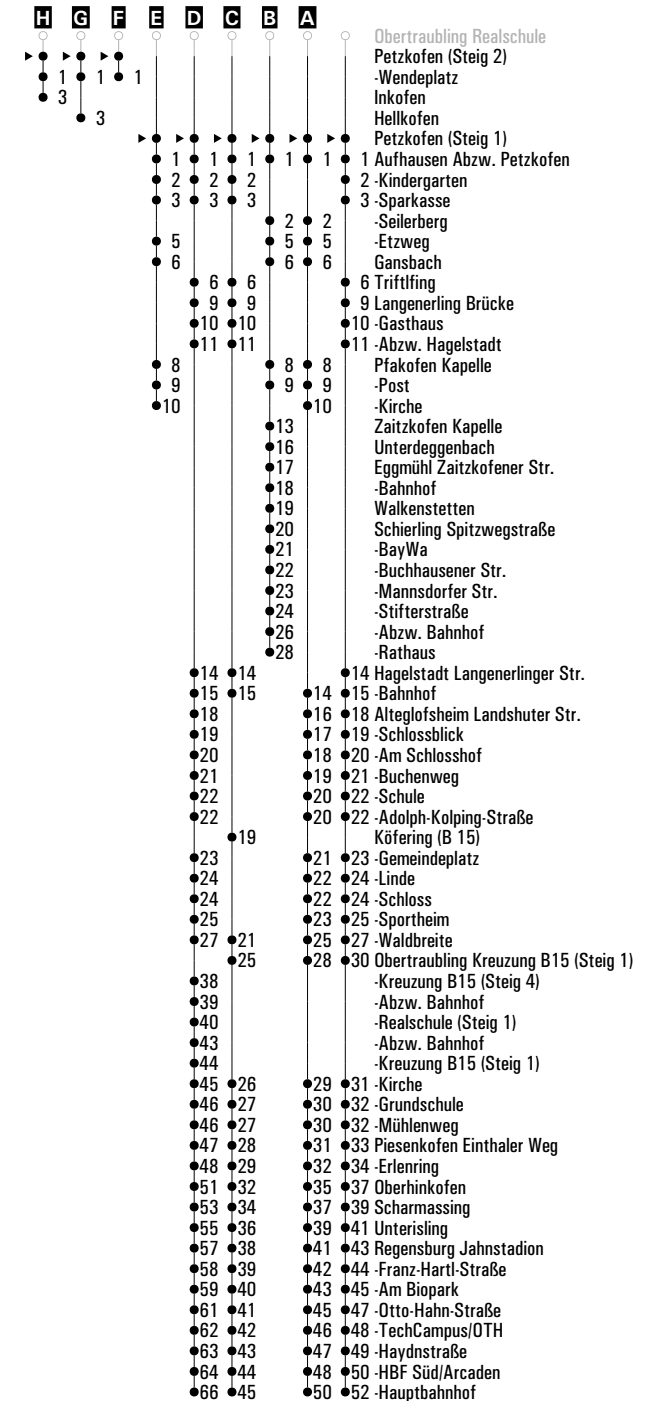 H G F E D C B A
Obertraubling Realschule
Petzkofen (Steig 2)
1 1 1 -Wendeplatz
3 Inkofen
3 Hellkofen
Petzkofen (Steig 1)
1 1 1 1 1 1 Aufhausen Abzw. Petzkofen
2 2 2 2 -Kindergarten
3 3 3 3 -Sparkasse
2 2 -Seilerberg
5 5 5 -Etzweg
6 6 6 Gansbach
6 6 6 Triftlfing
9 9 9 Langenerling Brücke
10 10 10 -Gasthaus
11 11 11 -Abzw. Hagelstadt
8 8 8 Pfakofen Kapelle
9 9 9 -Post
10 10 -Kirche
13 Zaitzkofen Kapelle
16 Unterdeggenbach
17 Eggmühl Zaitzkofener Str.
18 -Bahnhof
19 Walkenstetten
20 Schierling Spitzwegstraße
21 -BayWa
22 -Buchhausener Str.
23 -Mannsdorfer Str.
24 -Stifterstraße
26 -Abzw. Bahnhof
28 -Rathaus
14 14 14 Hagelstadt Langenerlinger Str.
15 15 14 15 -Bahnhof
18 16 18 Alteglofsheim Landshuter Str.
19 17 19 -Schlossblick
20 18 20 -Am Schlosshof
21 19 21 -Buchenweg
22 20 22 -Schule
22 20 22 -Adolph-Kolping-Straße
19 Köfering (B 15)
23 21 23 -Gemeindeplatz
24 22 24 -Linde
24 22 24 -Schloss
25 23 25 -Sportheim
27 21 25 27 -Waldbreite
25 28 30 Obertraubling Kreuzung B15 (Steig 1)
38 -Kreuzung B15 (Steig 4)
39 -Abzw. Bahnhof
40 -Realschule (Steig 1)
43 -Abzw. Bahnhof
44 -Kreuzung B15 (Steig 1)
45 26 29 31 -Kirche
46 27 30 32 -Grundschule
46 27 30 32 -Mühlenweg
47 28 31 33 Piesenkofen Einthaler Weg
48 29 32 34 -Erlenring
51 32 35 37 Oberhinkofen
53 34 37 39 Scharmassing
55 36 39 41 Unterisling
57 38 41 43 Regensburg Jahnstadion
58 39 42 44 -Franz-Hartl-Straße
59 40 43 45 -Am Biopark
61 41 45 47 -Otto-Hahn-Straße
62 42 46 48 -TechCampus/OTH
63 43 47 49 -Haydnstraße
64 44 48 50 -HBF Süd/Arcaden
66 45 50 52 -Hauptbahnhof